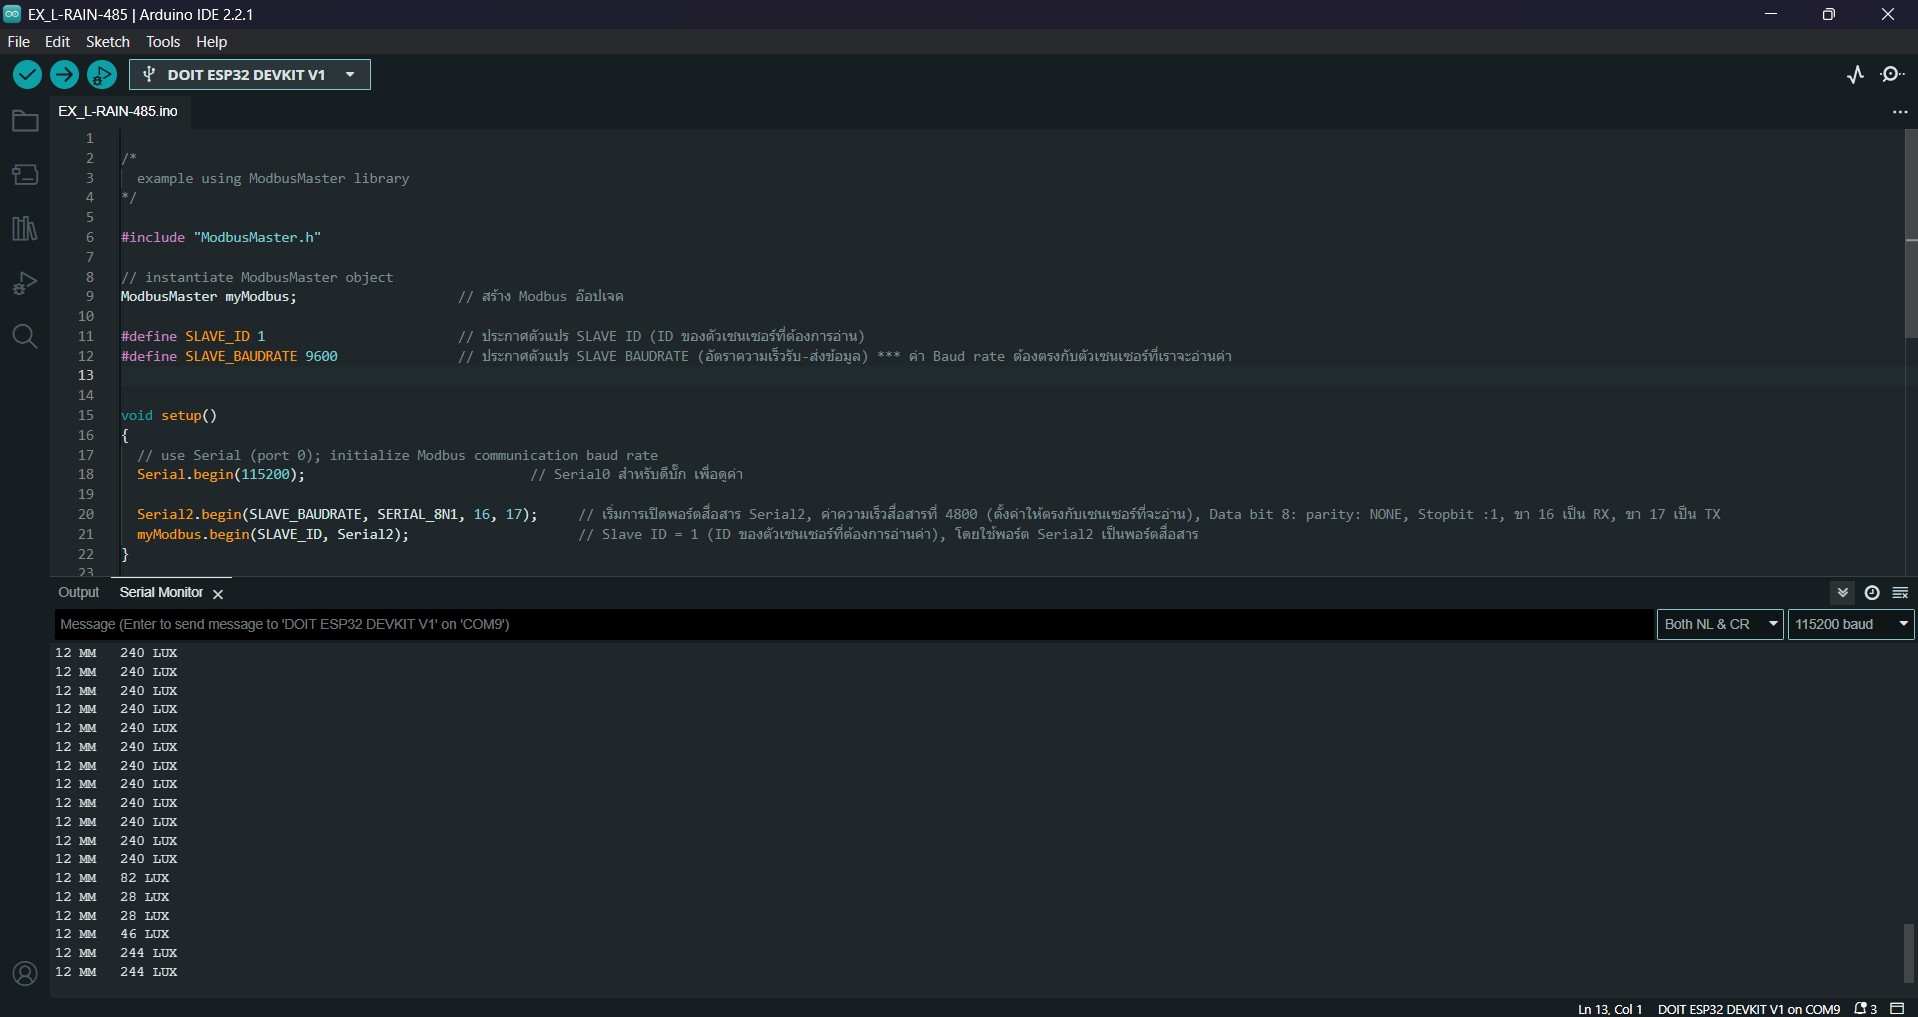 EX_L-RAIN-485 | Arduino IDE 2.2.1
File Edit Sketch Tools Help
DOIT ESP32 DEVKIT V1
EX_L-RAIN-485.ino
1
2 /*
3 example using ModbusMaster library
4 */
5
6 #include "ModbusMaster.h"
7
8 // instantiate ModbusMaster object
9 ModbusMaster myModbus; // สร้าง Modbus อ๊อปเจค
10
11 #define SLAVE_ID 1 // ประกาศตัวแปร SLAVE ID (ID ของตัวเซนเซอร์ที่ต้องการอ่าน)
12 #define SLAVE_BAUDRATE 9600 // ประกาศตัวแปร SLAVE BAUDRATE (อัตราความเร็วรับ-ส่งข้อมูล) *** ค่า Baud rate ต้องตรงกับตัวเซนเซอร์ที่เราจะอ่านค่า
13
14
15 void setup()
16 {
17 // use Serial (port 0); initialize Modbus communication baud rate
18 Serial.begin(115200); // Serial0 สำหรับดีบั๊ก เพื่อดูค่า
19
20 Serial2.begin(SLAVE_BAUDRATE, SERIAL_8N1, 16, 17); // เริ่มการเปิดพอร์ตสื่อสาร Serial2, ค่าความเร็วสื่อสารที่ 4800 (ตั้งค่าให้ตรงกับเซนเซอร์ที่จะอ่าน), Data bit 8: parity: NONE, Stopbit :1, ขา 16 เป็น RX, ขา 17 เป็น TX
21 myModbus.begin(SLAVE_ID, Serial2); // Slave ID = 1 (ID ของตัวเซนเซอร์ที่ต้องการอ่านค่า), โดยใช้พอร์ต Serial2 เป็นพอร์ตสื่อสาร
22 }
23
Output Serial Monitor
Message (Enter to send message to 'DOIT ESP32 DEVKIT V1' on 'COM9') Both NL & CR 115200 baud
12 MM 240 LUX
12 MM 240 LUX
12 MM 240 LUX
12 MM 240 LUX
12 MM 240 LUX
12 MM 240 LUX
12 MM 240 LUX
12 MM 240 LUX
12 MM 240 LUX
12 MM 240 LUX
12 MM 240 LUX
12 MM 240 LUX
12 MM 82 LUX
12 MM 28 LUX
12 MM 28 LUX
12 MM 46 LUX
12 MM 244 LUX
12 MM 244 LUX
Ln 13, Col 1 DOIT ESP32 DEVKIT V1 on COM9 3